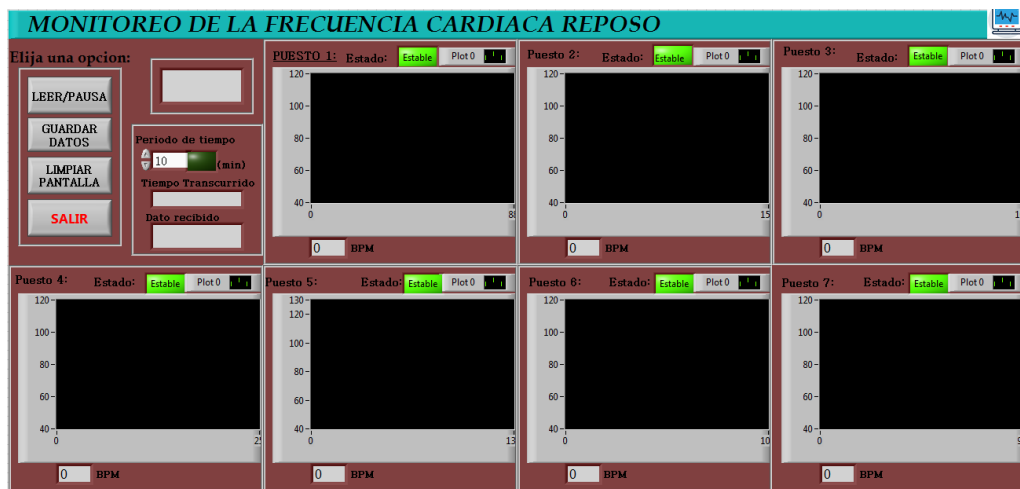 MONITOREO DE LA FRECUENCIA CARDIACA REPOSO
Elija una opcion:
LEER/PAUSA
GUARDAR
DATOS
LIMPIAR
PANTALLA
SALIR
Periodo de tiempo
10 (min)
Tiempo Transcurrido
Dato recibido
PUESTO 1: Estado: Estable Plot 0
120
100
80
60
40
0 88
0 BPM
Puesto 2: Estado: Estable Plot 0
120
100
80
60
40
0 15
0 BPM
Puesto 3: Estado: Estable Plot 0
120
100
80
60
40
0 1
0 BPM
Puesto 4: Estado: Estable Plot 0
120
100
80
60
40
0 25
0 BPM
Puesto 5: Estado: Estable Plot 0
130
100
80
60
40
0 13
0 BPM
Puesto 6: Estado: Estable Plot 0
120
100
80
60
40
0 10
0 BPM
Puesto 7: Estado: Estable Plot 0
120
100
80
60
40
0 9
0 BPM